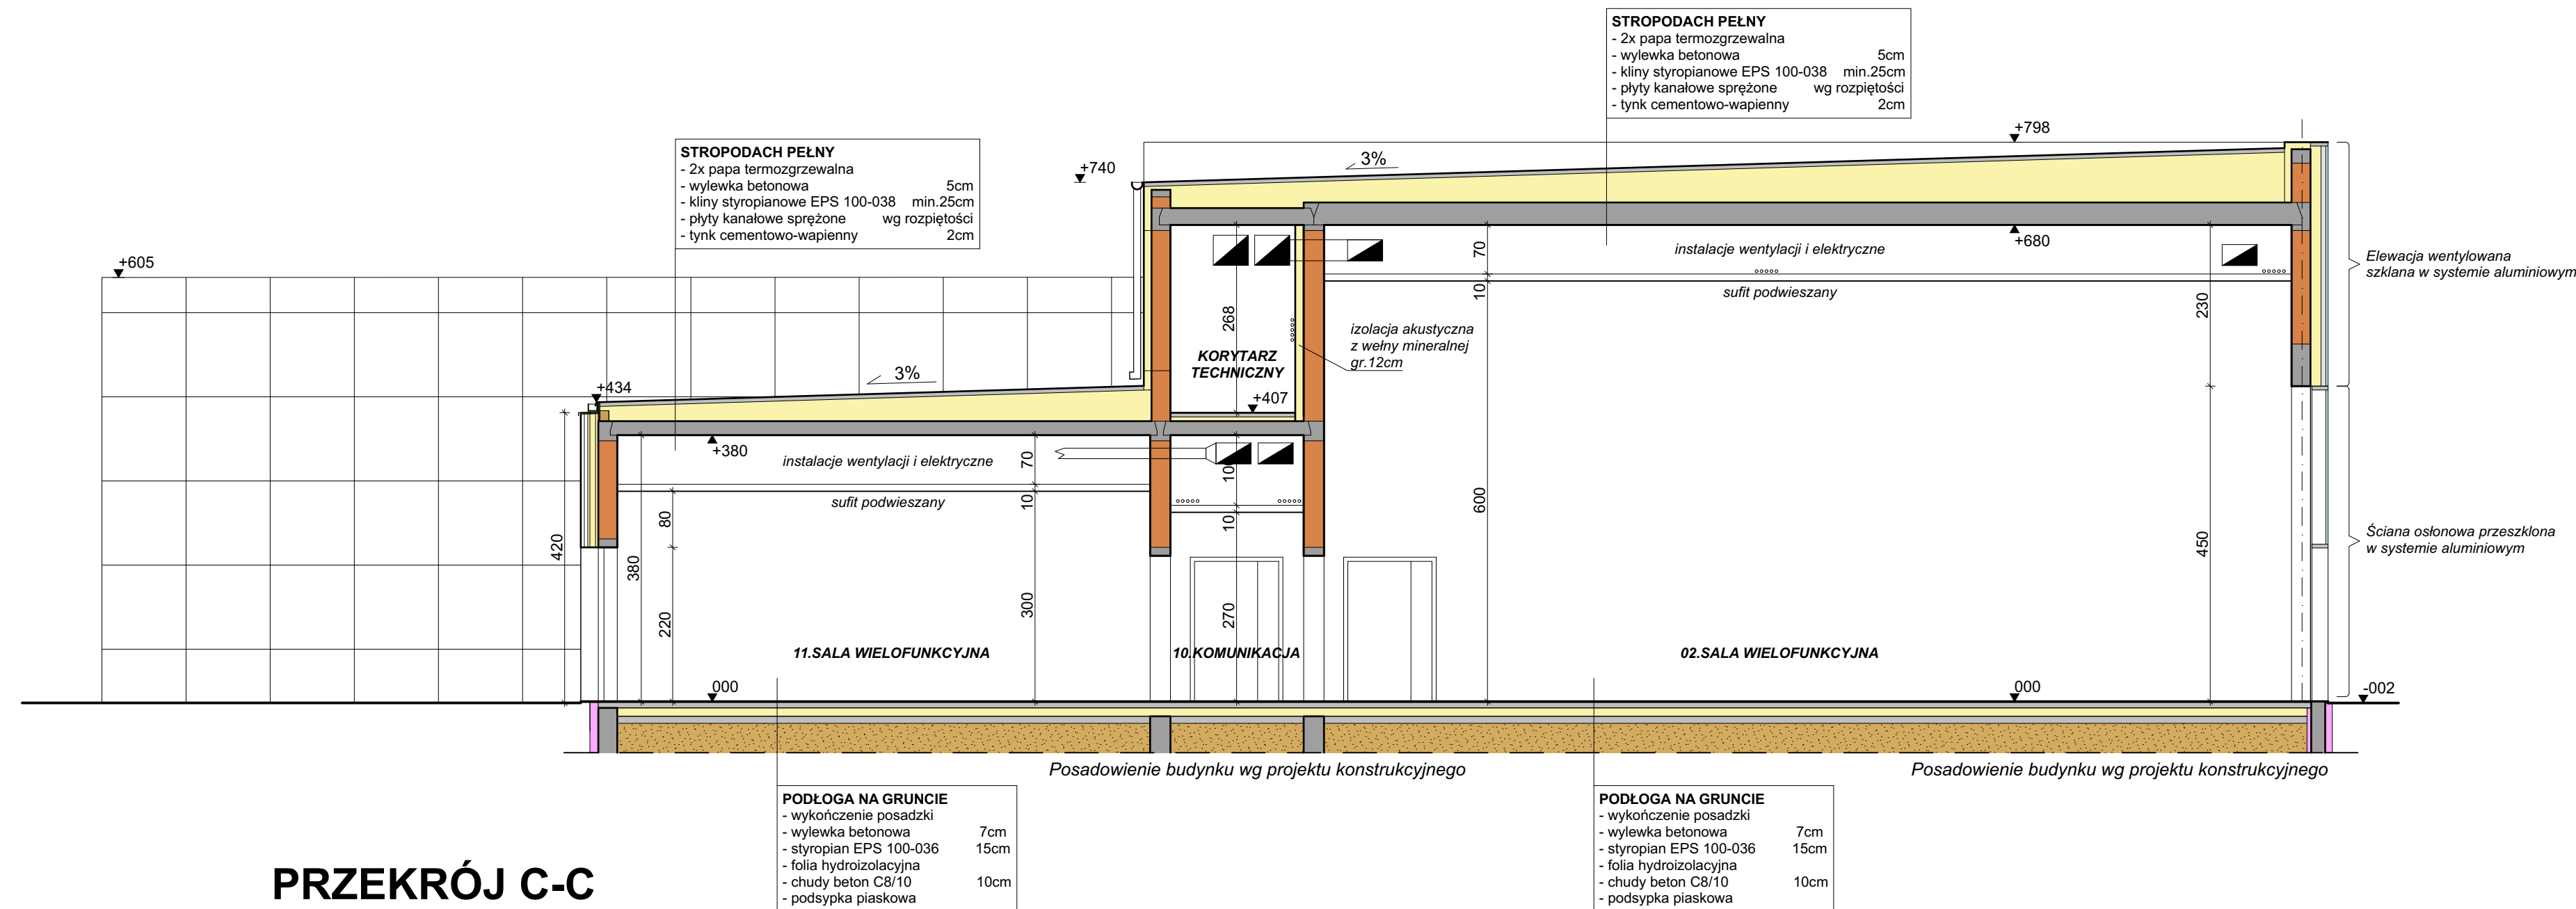 STROPODACH PEŁNY
- 2x papa termozgrzewalna
- wylewka betonowa 5cm
- kliny styropianowe EPS 100-038 min.25cm
- płyty kanałowe sprężone wg rozpiętości
- tynk cementowo-wapienny 2cm
STROPODACH PEŁNY
- 2x papa termozgrzewalna
- wylewka betonowa 5cm
- kliny styropianowe EPS 100-038 min.25cm
- płyty kanałowe sprężone wg rozpiętości
- tynk cementowo-wapienny 2cm
+798
+740
3%
+605
+680
70
instalacje wentylacji i elektryczne
10
sufit podwieszany
230
Elewacja wentylowana
szklana w systemie aluminiowym
268
izolacja akustyczna
z wełny mineralnej
gr.12cm
KORYTARZ
TECHNICZNY
+407
3%
+434
+380
instalacje wentylacji i elektryczne
70
10
sufit podwieszany
10
80
10
600
450
Ściana osłonowa przeszklona
w systemie aluminiowym
420
380
220
300
270
11.SALA WIELOFUNKCYJNA
10.KOMUNIKACJA
02.SALA WIELOFUNKCYJNA
000
000
-002
Posadowienie budynku wg projektu konstrukcyjnego
Posadowienie budynku wg projektu konstrukcyjnego
PODŁOGA NA GRUNCIE
- wykończenie posadzki
- wylewka betonowa 7cm
- styropian EPS 100-036 15cm
- folia hydroizolacyjna
- chudy beton C8/10 10cm
- podsypka piaskowa
PODŁOGA NA GRUNCIE
- wykończenie posadzki
- wylewka betonowa 7cm
- styropian EPS 100-036 15cm
- folia hydroizolacyjna
- chudy beton C8/10 10cm
- podsypka piaskowa
PRZEKRÓJ C-C